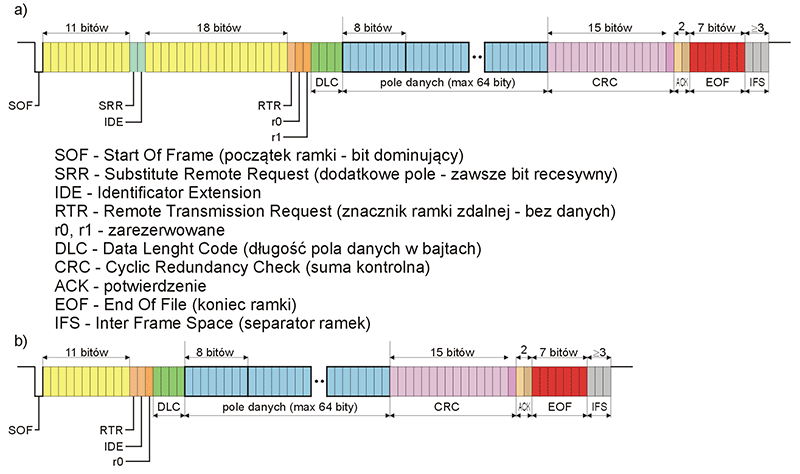 a)
11 bitów 18 bitów 8 bitów 15 bitów 2 7 bitów ≥3
SOF SRR IDE RTR r0 r1 DLC pole danych (max 64 bity) CRC ACK EOF IFS
SOF - Start Of Frame (początek ramki - bit dominujący)
SRR - Substitute Remote Request (dodatkowe pole - zawsze bit recesywny)
IDE - Identificator Extension
RTR - Remote Transmission Request (znacznik ramki zdalnej - bez danych)
r0, r1 - zarezerwowane
DLC - Data Lenght Code (długość pola danych w bajtach)
CRC - Cyclic Redundancy Check (suma kontrolna)
ACK - potwierdzenie
EOF - End Of File (koniec ramki)
IFS - Inter Frame Space (separator ramek)
b)
11 bitów 8 bitów 15 bitów 2 7 bitów ≥3
SOF RTR IDE r0 DLC pole danych (max 64 bity) CRC ACK EOF IFS